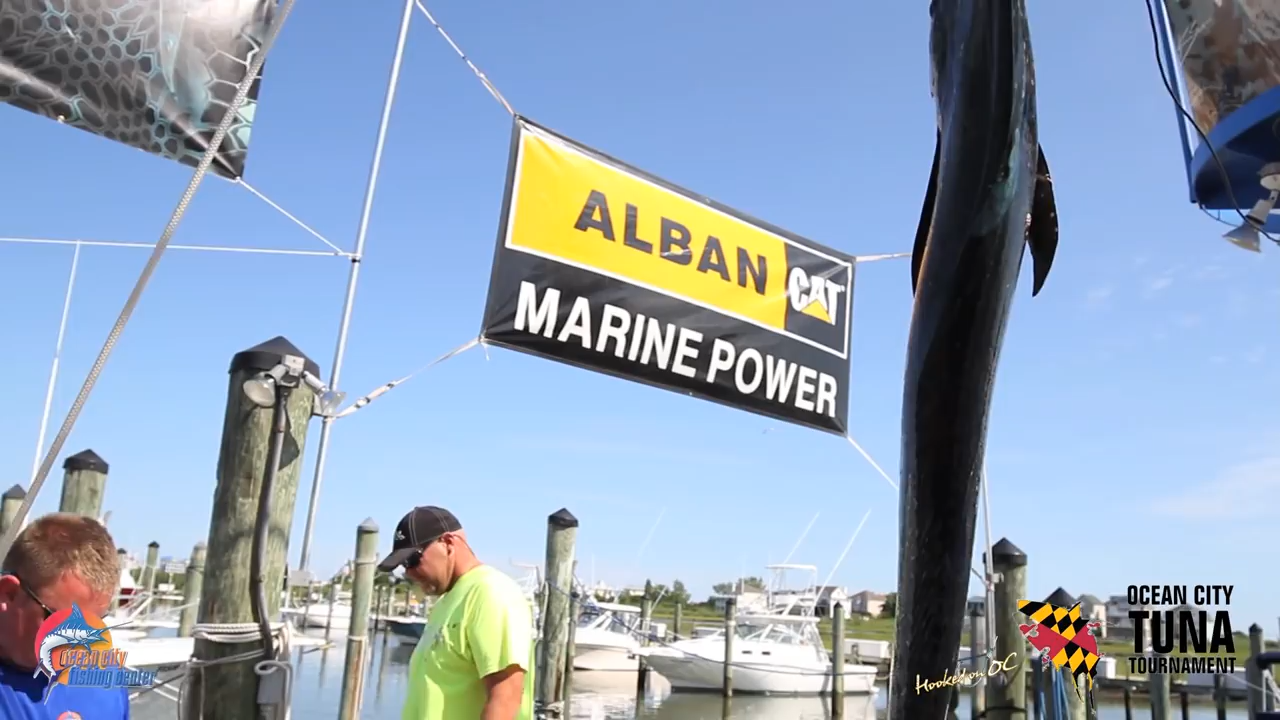 ALBAN CAT
MARINE POWER
ocean city
fishing center
Hooked on OC
OCEAN CITY
TUNA
TOURNAMENT